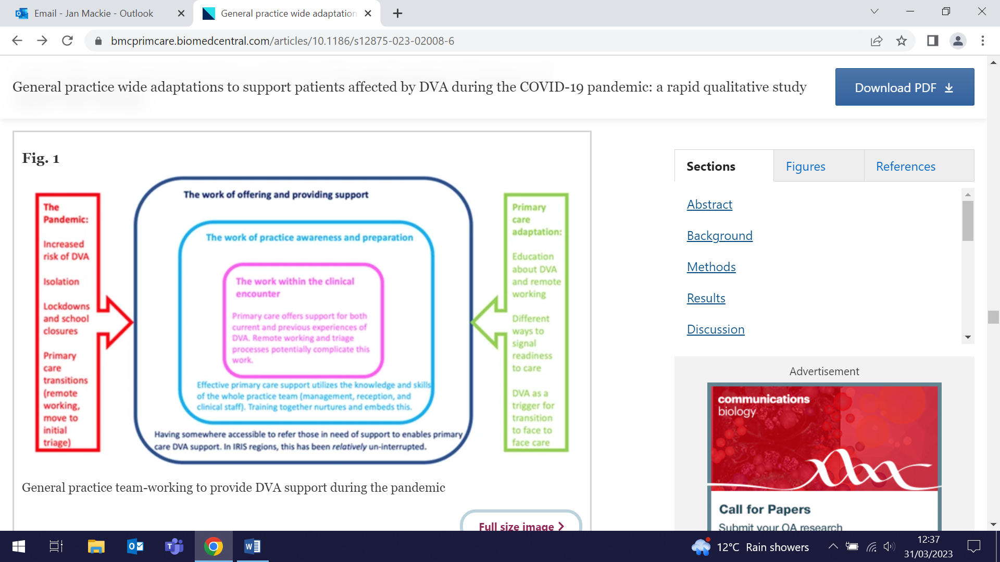 Email - Jan Mackie - Outlook
General practice wide adaptation
bmcprimcare.biomedcentral.com/articles/10.1186/s12875-023-02008-6
General practice wide adaptations to support patients affected by DVA during the COVID-19 pandemic: a rapid qualitative study
Download PDF
Fig. 1
The
Pandemic:
Increased
risk of DVA
Isolation
Lockdowns
and school
closures
Primary
care
transitions
(remote
working,
move to
initial
triage)
The work of offering and providing support
The work of practice awareness and preparation
The work within the clinical
encounter
Primary care offers support for both
current and previous experiences of
DVA. Remote working and triage
processes potentially complicate this
work.
Effective primary care support utilizes the knowledge and skills
of the whole practice team (management, reception, and
clinical staff). Training together nurtures and embeds this.
Having somewhere accessible to refer those in need of support to enables primary
care DVA support. In IRIS regions, this has been relatively un-interrupted.
Primary
care
adaptation:
Education
about DVA
and remote
working
Different
ways to
signal
readiness
to care
DVA as a
trigger for
transition
to face to
face care
General practice team-working to provide DVA support during the pandemic
Full size image
Sections
Figures
References
Abstract
Background
Methods
Results
Discussion
Advertisement
communications
biology
Call for Papers
Submit your OA research
12°C Rain showers
12:37
31/03/2023